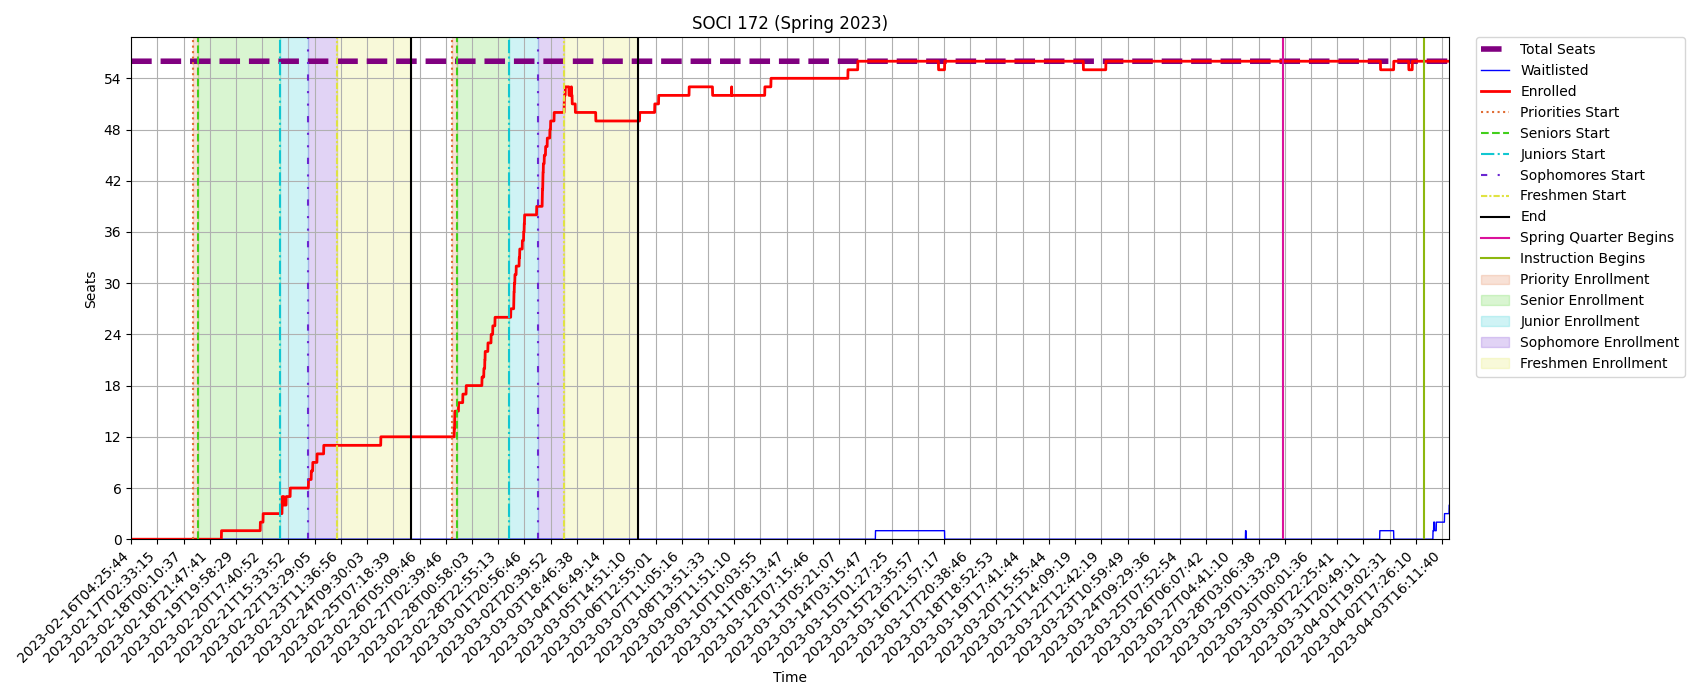 SOCI 172 (Spring 2023)
Seats
54
48
42
36
30
24
18
12
6
0
2023-02-16T04:25:44
2023-02-17T02:33:15
2023-02-18T00:10:37
2023-02-18T21:47:41
2023-02-19T19:58:29
2023-02-20T17:40:52
2023-02-21T15:33:52
2023-02-22T13:29:05
2023-02-23T11:36:56
2023-02-24T09:30:03
2023-02-25T07:18:39
2023-02-26T05:09:46
2023-02-27T02:39:46
2023-02-28T00:58:03
2023-02-28T22:55:13
2023-03-01T20:56:46
2023-03-02T20:39:52
2023-03-03T18:46:38
2023-03-04T16:49:14
2023-03-05T14:51:10
2023-03-06T12:55:01
2023-03-07T11:05:16
2023-03-08T13:51:33
2023-03-09T11:51:10
2023-03-10T10:03:55
2023-03-11T08:13:47
2023-03-12T07:15:46
2023-03-13T05:21:07
2023-03-14T03:15:47
2023-03-15T01:27:25
2023-03-15T23:35:57
2023-03-16T21:57:17
2023-03-17T20:38:46
2023-03-18T18:52:53
2023-03-19T17:41:44
2023-03-20T16:55:44
2023-03-21T14:09:19
2023-03-22T12:42:19
2023-03-23T10:59:49
2023-03-24T09:29:36
2023-03-25T07:52:54
2023-03-26T06:07:42
2023-03-27T04:41:10
2023-03-28T03:06:38
2023-03-29T01:33:29
2023-03-30T00:01:36
2023-03-30T22:25:41
2023-03-31T20:49:11
2023-04-01T19:02:31
2023-04-02T17:26:10
2023-04-03T16:11:40
Time
Total Seats
Waitlisted
Enrolled
Priorities Start
Seniors Start
Juniors Start
Sophomores Start
Freshmen Start
End
Spring Quarter Begins
Instruction Begins
Priority Enrollment
Senior Enrollment
Junior Enrollment
Sophomore Enrollment
Freshmen Enrollment